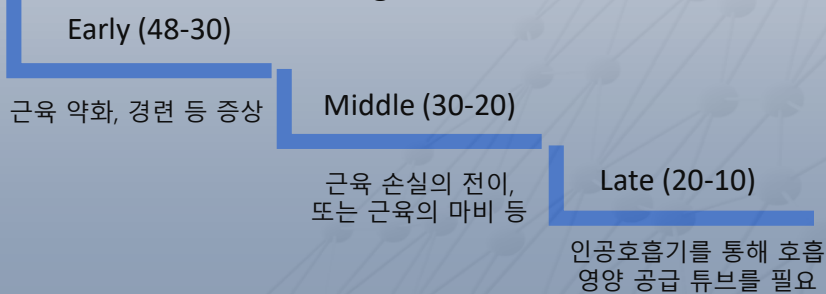 Early (48-30)
근육 약화, 경련 등 증상
Middle (30-20)
근육 손실의 전이,
또는 근육의 마비 등
Late (20-10)
인공호흡기를 통해 호흡
영양 공급 튜브를 필요